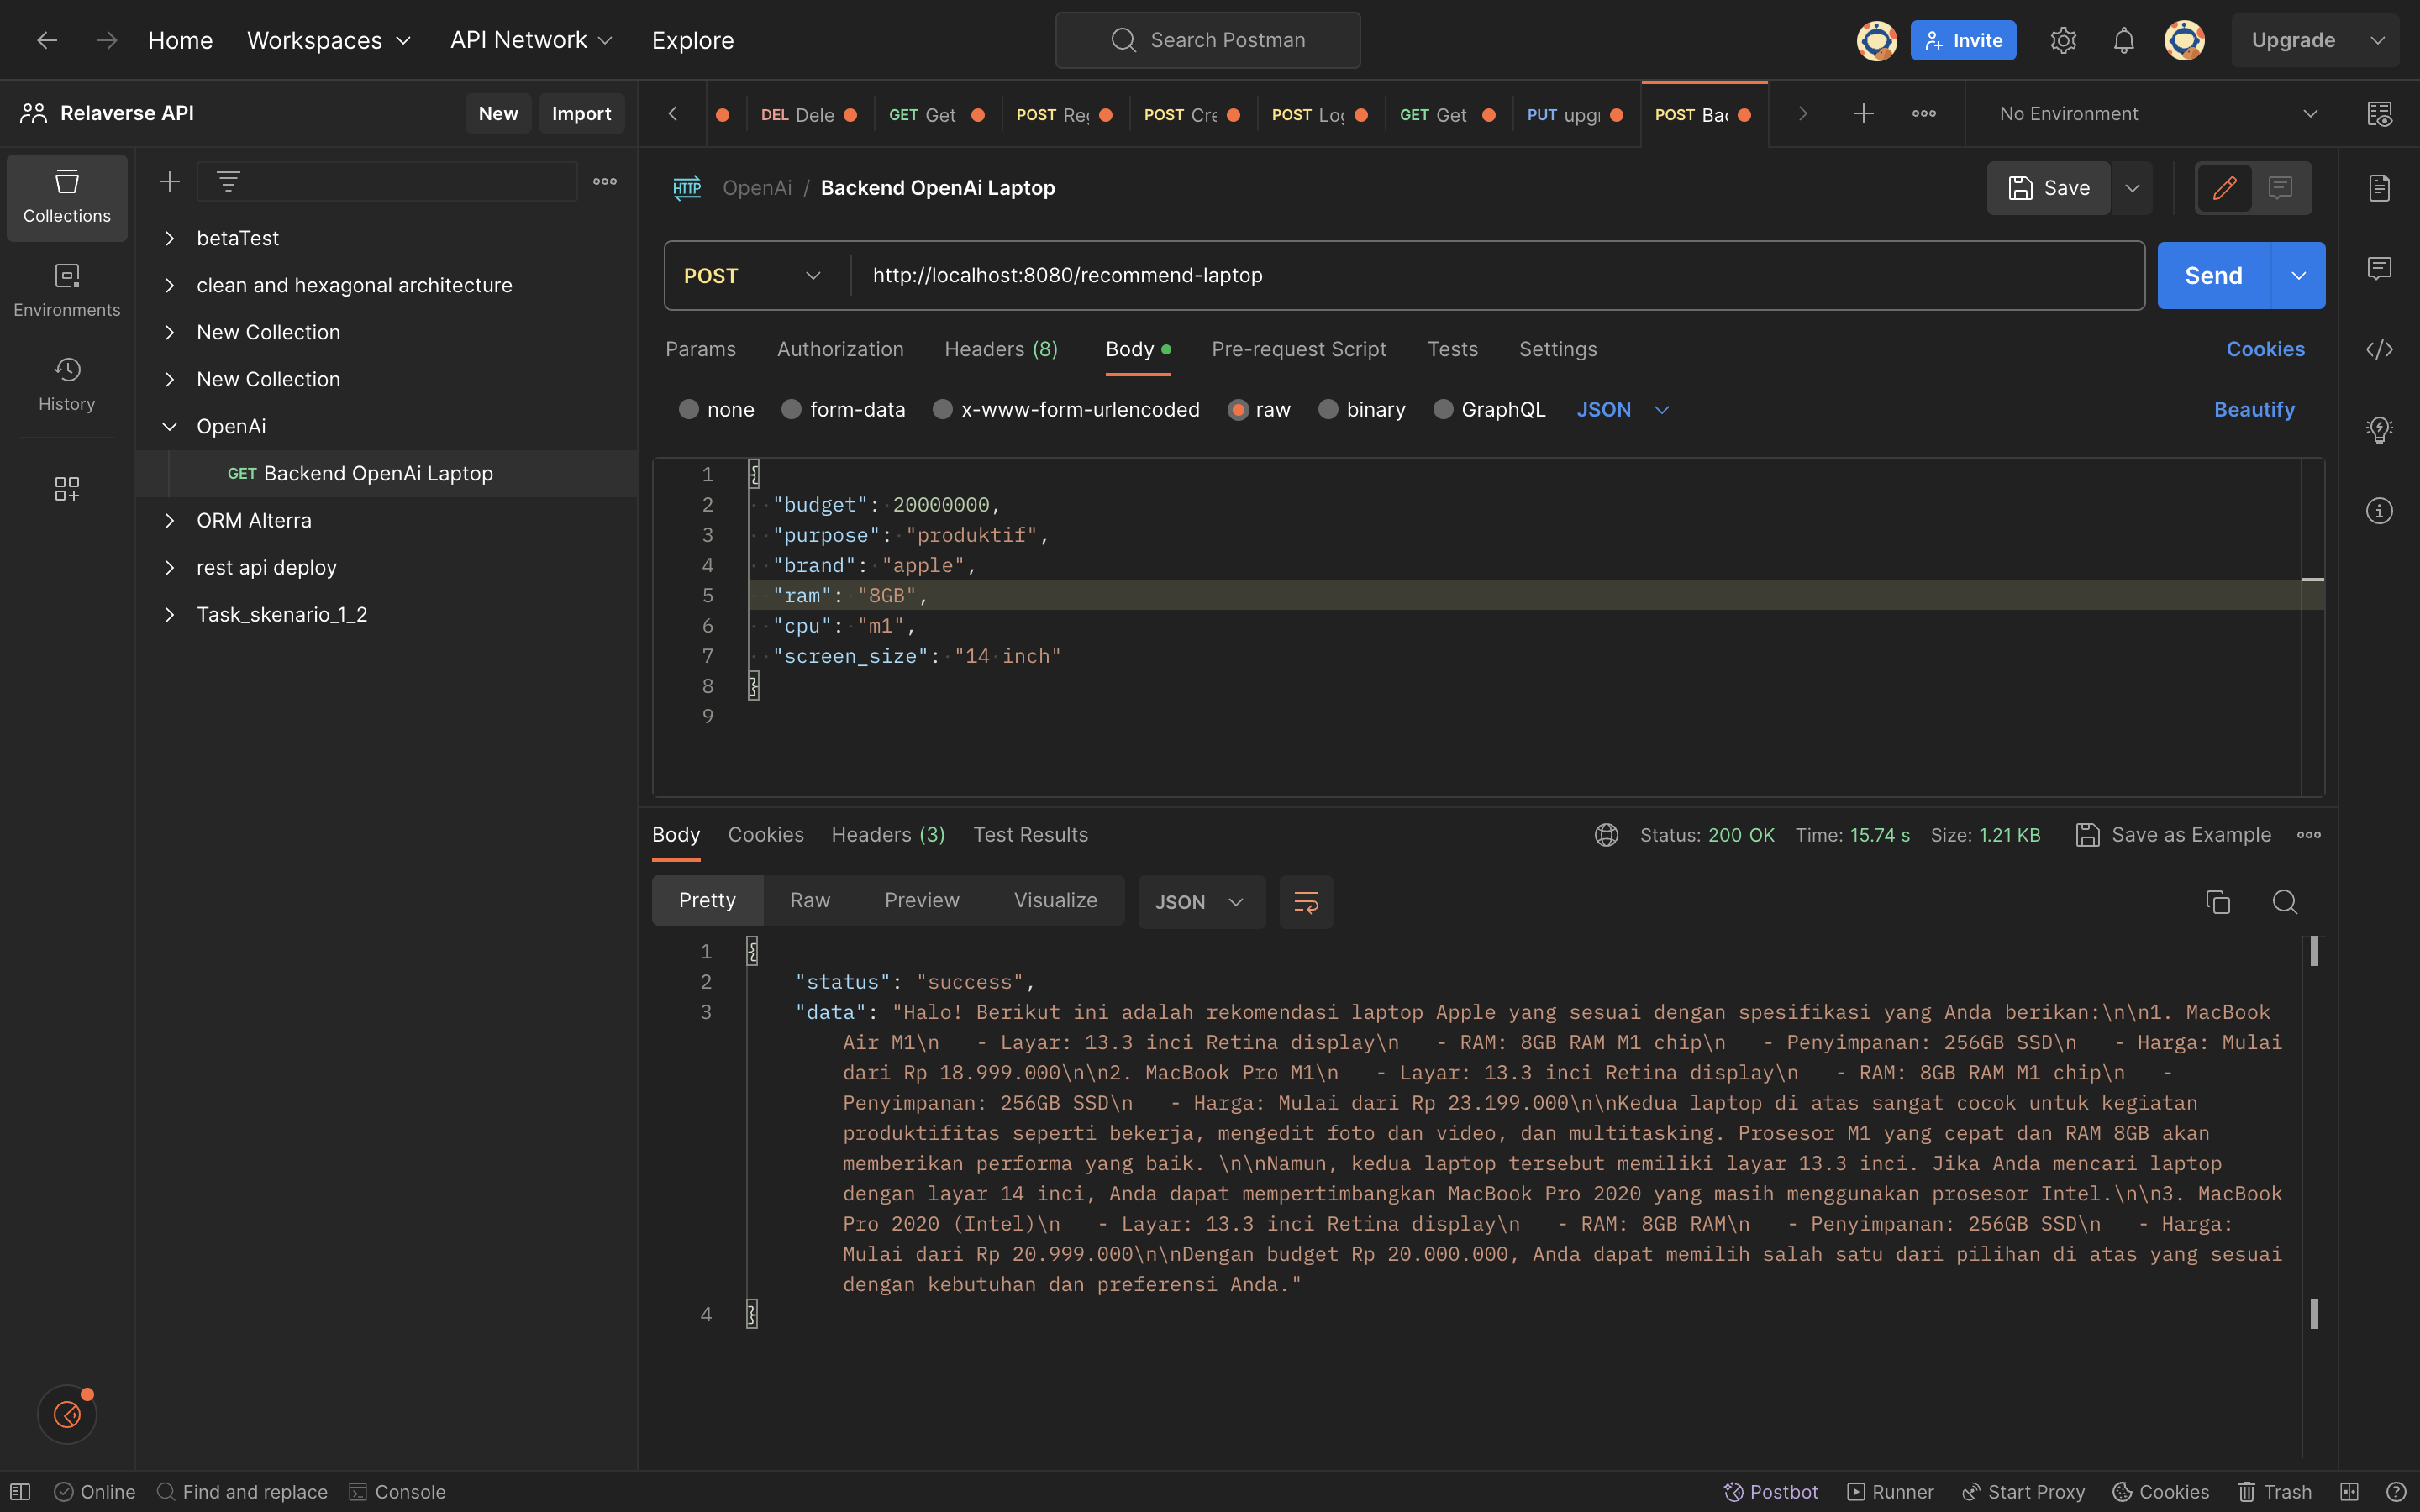 Home Workspaces API Network Explore Search Postman Invite Upgrade
Relaverse API New Import
DEL Dele GET Get POST Re POST Cre POST Log GET Get PUT upg POST Bac No Environment
Collections
Environments
History
betaTest
clean and hexagonal architecture
New Collection
New Collection
OpenAi
GET Backend OpenAi Laptop
ORM Alterra
rest api deploy
Task_skenario_1_2
HTTP OpenAi / Backend OpenAi Laptop Save
POST http://localhost:8080/recommend-laptop Send
Params Authorization Headers (8) Body Pre-request Script Tests Settings Cookies
none form-data x-www-form-urlencoded raw binary GraphQL JSON Beautify
1 {
2 "budget": 20000000,
3 "purpose": "produktif",
4 "brand": "apple",
5 "ram": "8GB",
6 "cpu": "m1",
7 "screen_size": "14 inch"
8 }
9
Body Cookies Headers (3) Test Results Status: 200 OK Time: 15.74 s Size: 1.21 KB Save as Example
Pretty Raw Preview Visualize JSON
1 {
2 "status": "success",
3 "data": "Halo! Berikut ini adalah rekomendasi laptop Apple yang sesuai dengan spesifikasi yang Anda berikan:\n\n1. MacBook
Air M1\n   - Layar: 13.3 inci Retina display\n   - RAM: 8GB RAM M1 chip\n   - Penyimpanan: 256GB SSD\n   - Harga: Mulai
dari Rp 18.999.000\n\n2. MacBook Pro M1\n   - Layar: 13.3 inci Retina display\n   - RAM: 8GB RAM M1 chip\n   -
Penyimpanan: 256GB SSD\n   - Harga: Mulai dari Rp 23.199.000\n\nKedua laptop di atas sangat cocok untuk kegiatan
produktifitas seperti bekerja, mengedit foto dan video, dan multitasking. Prosesor M1 yang cepat dan RAM 8GB akan
memberikan performa yang baik. \n\nNamun, kedua laptop tersebut memiliki layar 13.3 inci. Jika Anda mencari laptop
dengan layar 14 inci, Anda dapat mempertimbangkan MacBook Pro 2020 yang masih menggunakan prosesor Intel.\n\n3. MacBook
Pro 2020 (Intel)\n   - Layar: 13.3 inci Retina display\n   - RAM: 8GB RAM\n   - Penyimpanan: 256GB SSD\n   - Harga:
Mulai dari Rp 20.999.000\n\nDengan budget Rp 20.000.000, Anda dapat memilih salah satu dari pilihan di atas yang sesuai
dengan kebutuhan dan preferensi Anda."
4 }
Online Find and replace Console Postbot Runner Start Proxy Cookies Trash